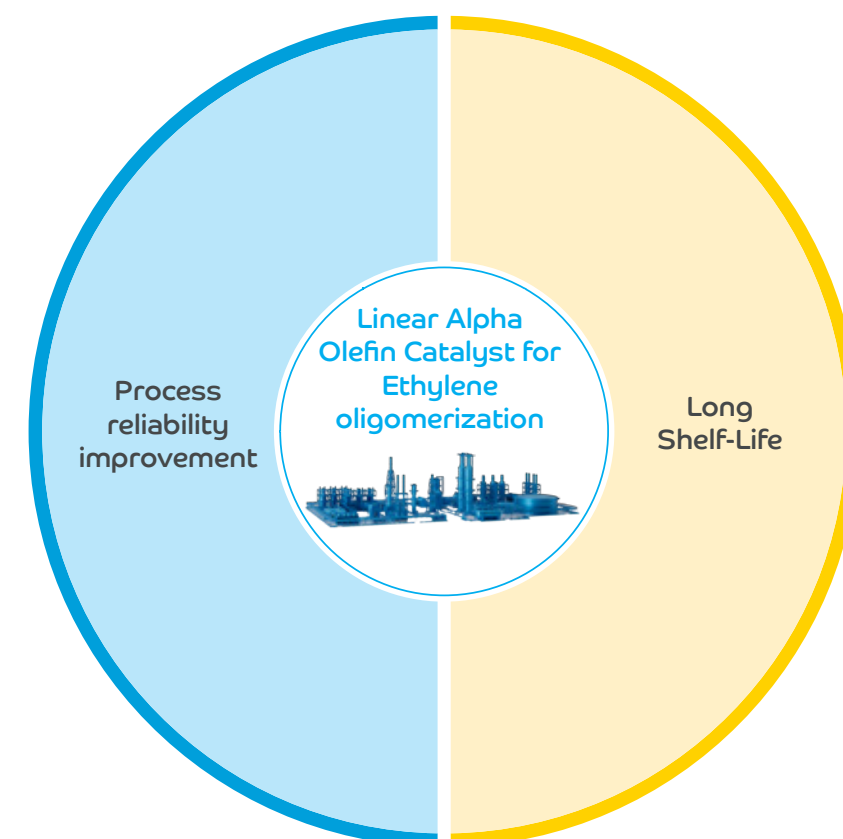 Linear Alpha
Olefin Catalyst for
Ethylene
oligomerization
Process
reliability
improvement
Long
Shelf-Life